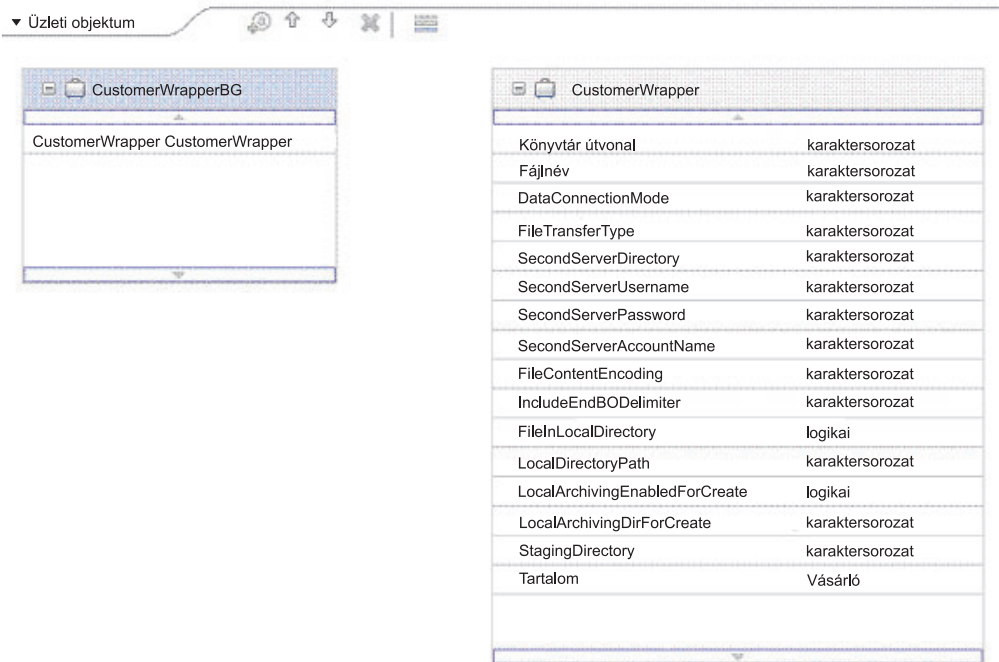 Üzleti objektum
CustomerWrapperBG
CustomerWrapper CustomerWrapper
CustomerWrapper
Könyvtár útvonal karaktersorozat
Fájlnév karaktersorozat
DataConnectionMode karaktersorozat
FileTransferType karaktersorozat
SecondServerDirectory karaktersorozat
SecondServerUsername karaktersorozat
SecondServerPassword karaktersorozat
SecondServerAccountName karaktersorozat
FileContentEncoding karaktersorozat
IncludeEndBODelimiter karaktersorozat
FileInLocalDirectory logikai
LocalDirectoryPath karaktersorozat
LocalArchivingEnabledForCreate logikai
LocalArchivingDirForCreate karaktersorozat
StagingDirectory karaktersorozat
Tartalom Vásárló